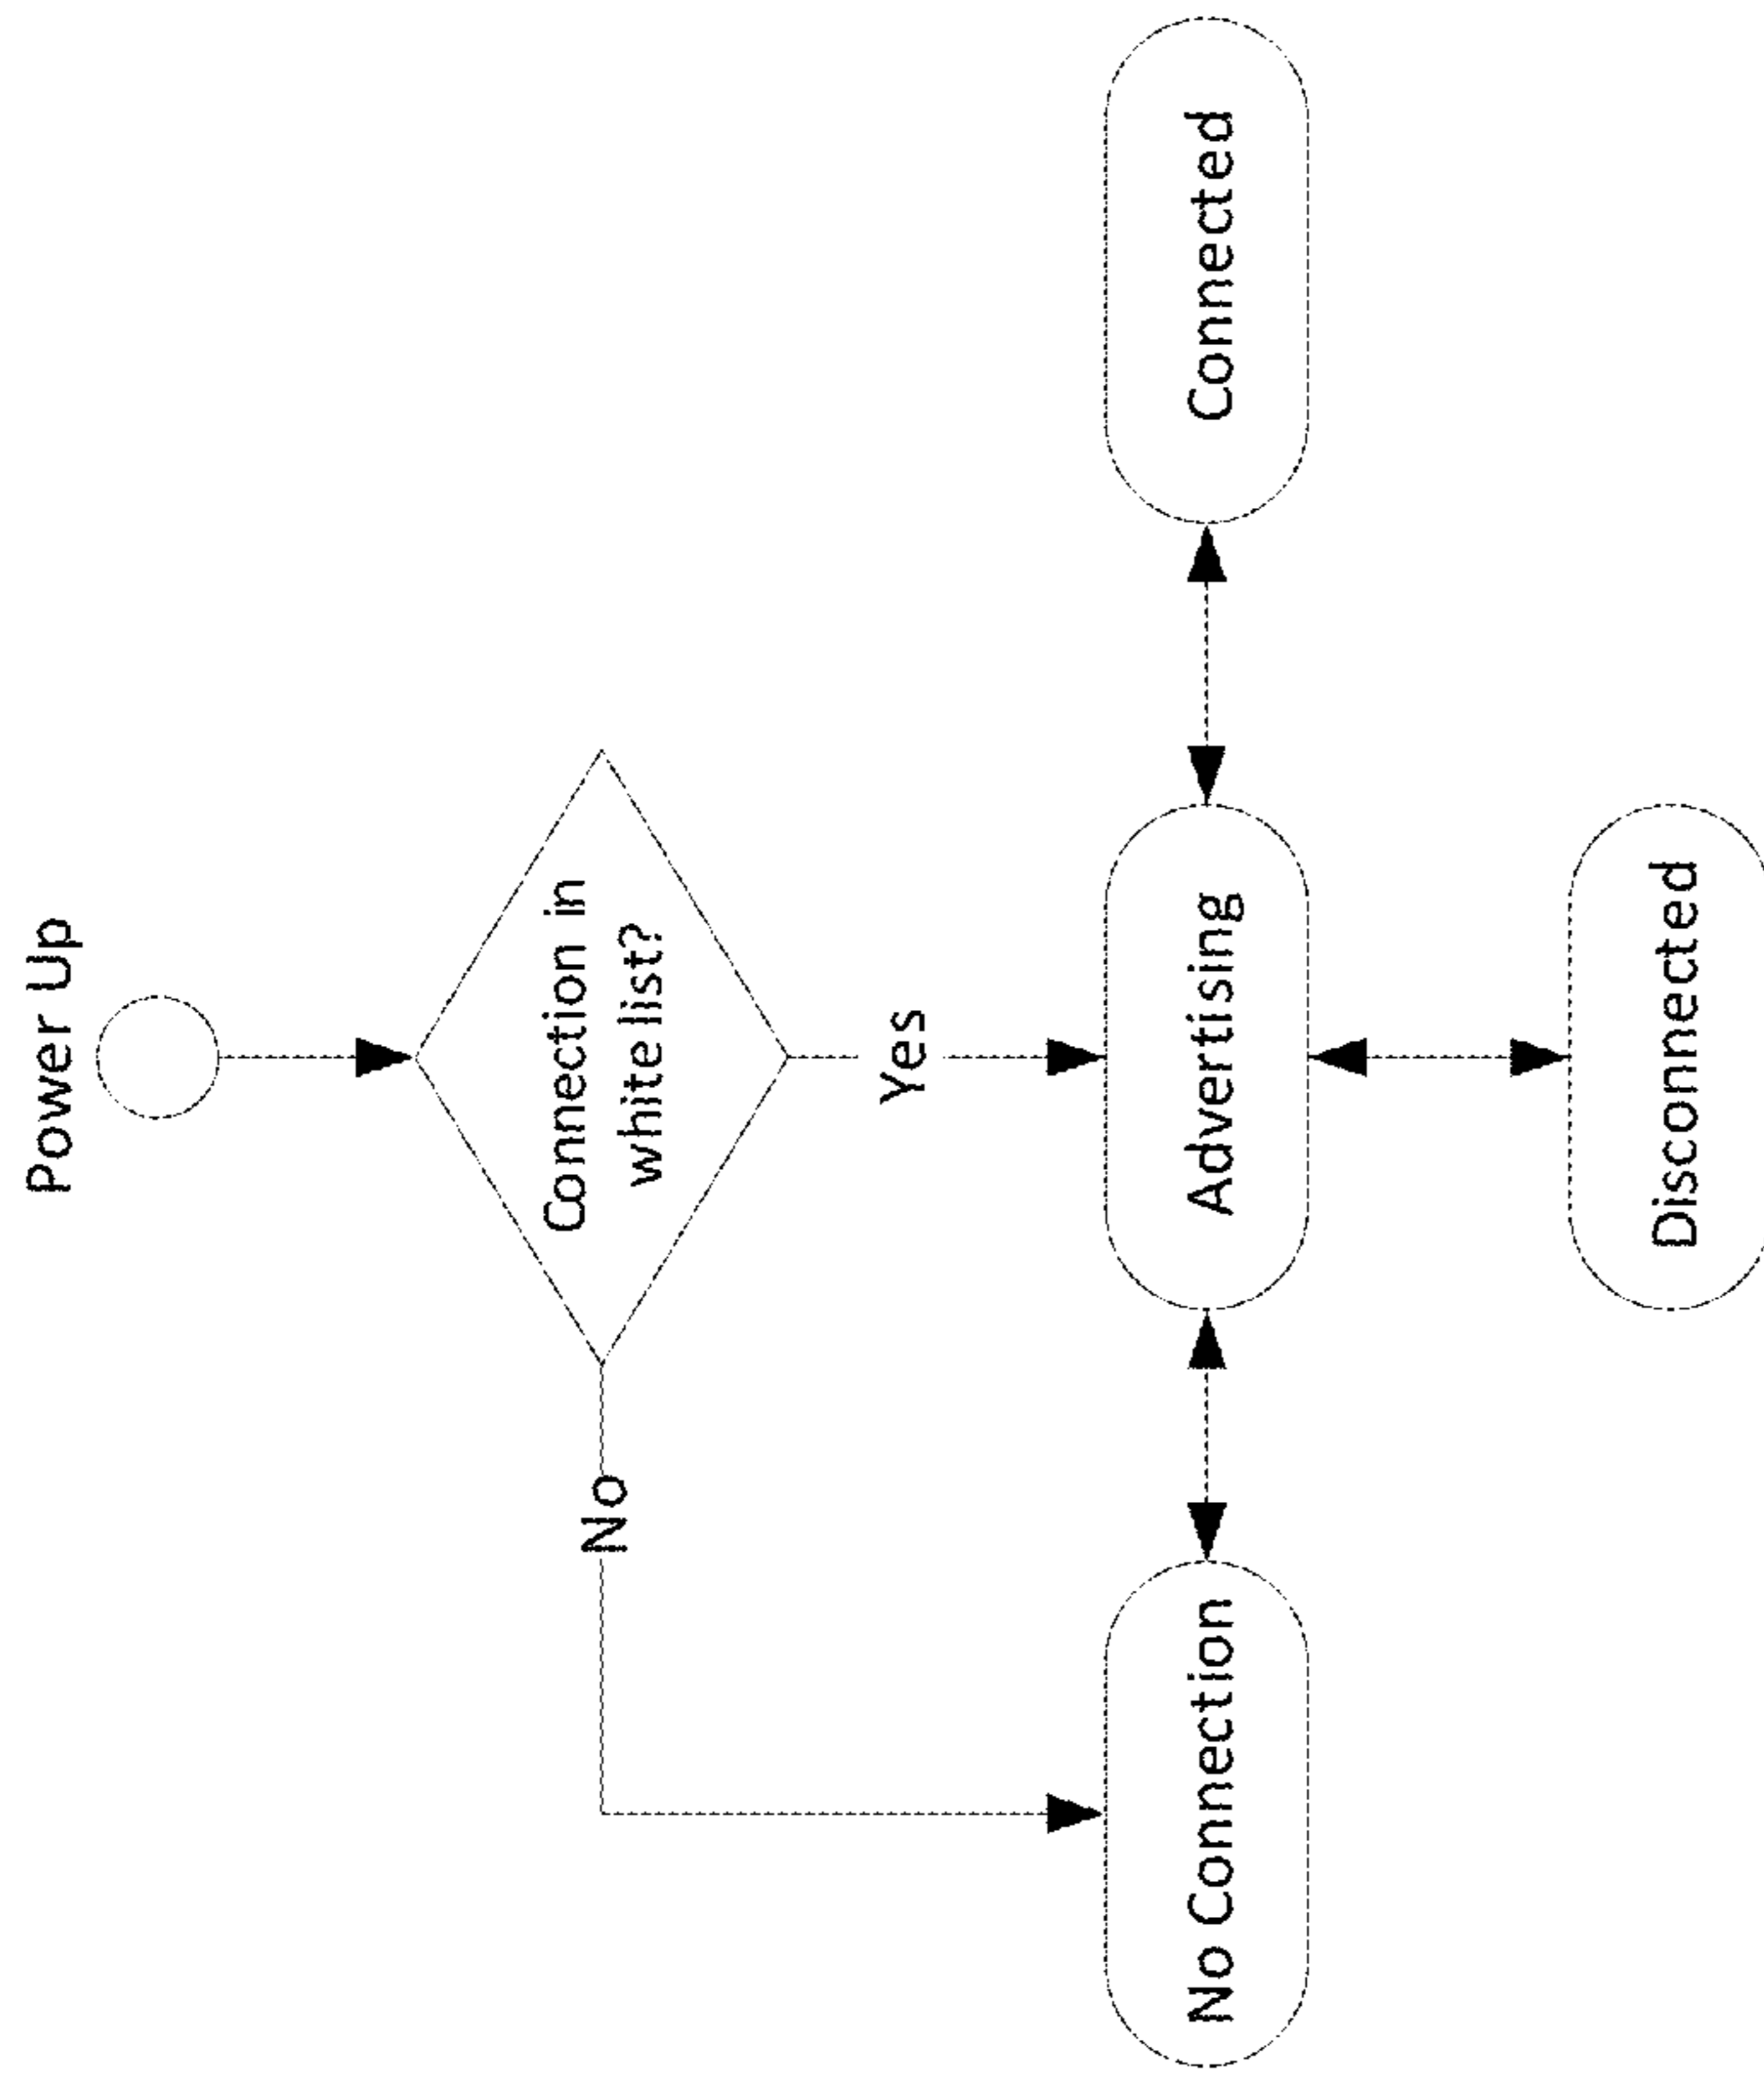 Power Up
Connection in
white list?
No
Yes
No Connection
Advertising
Connected
Disconnected